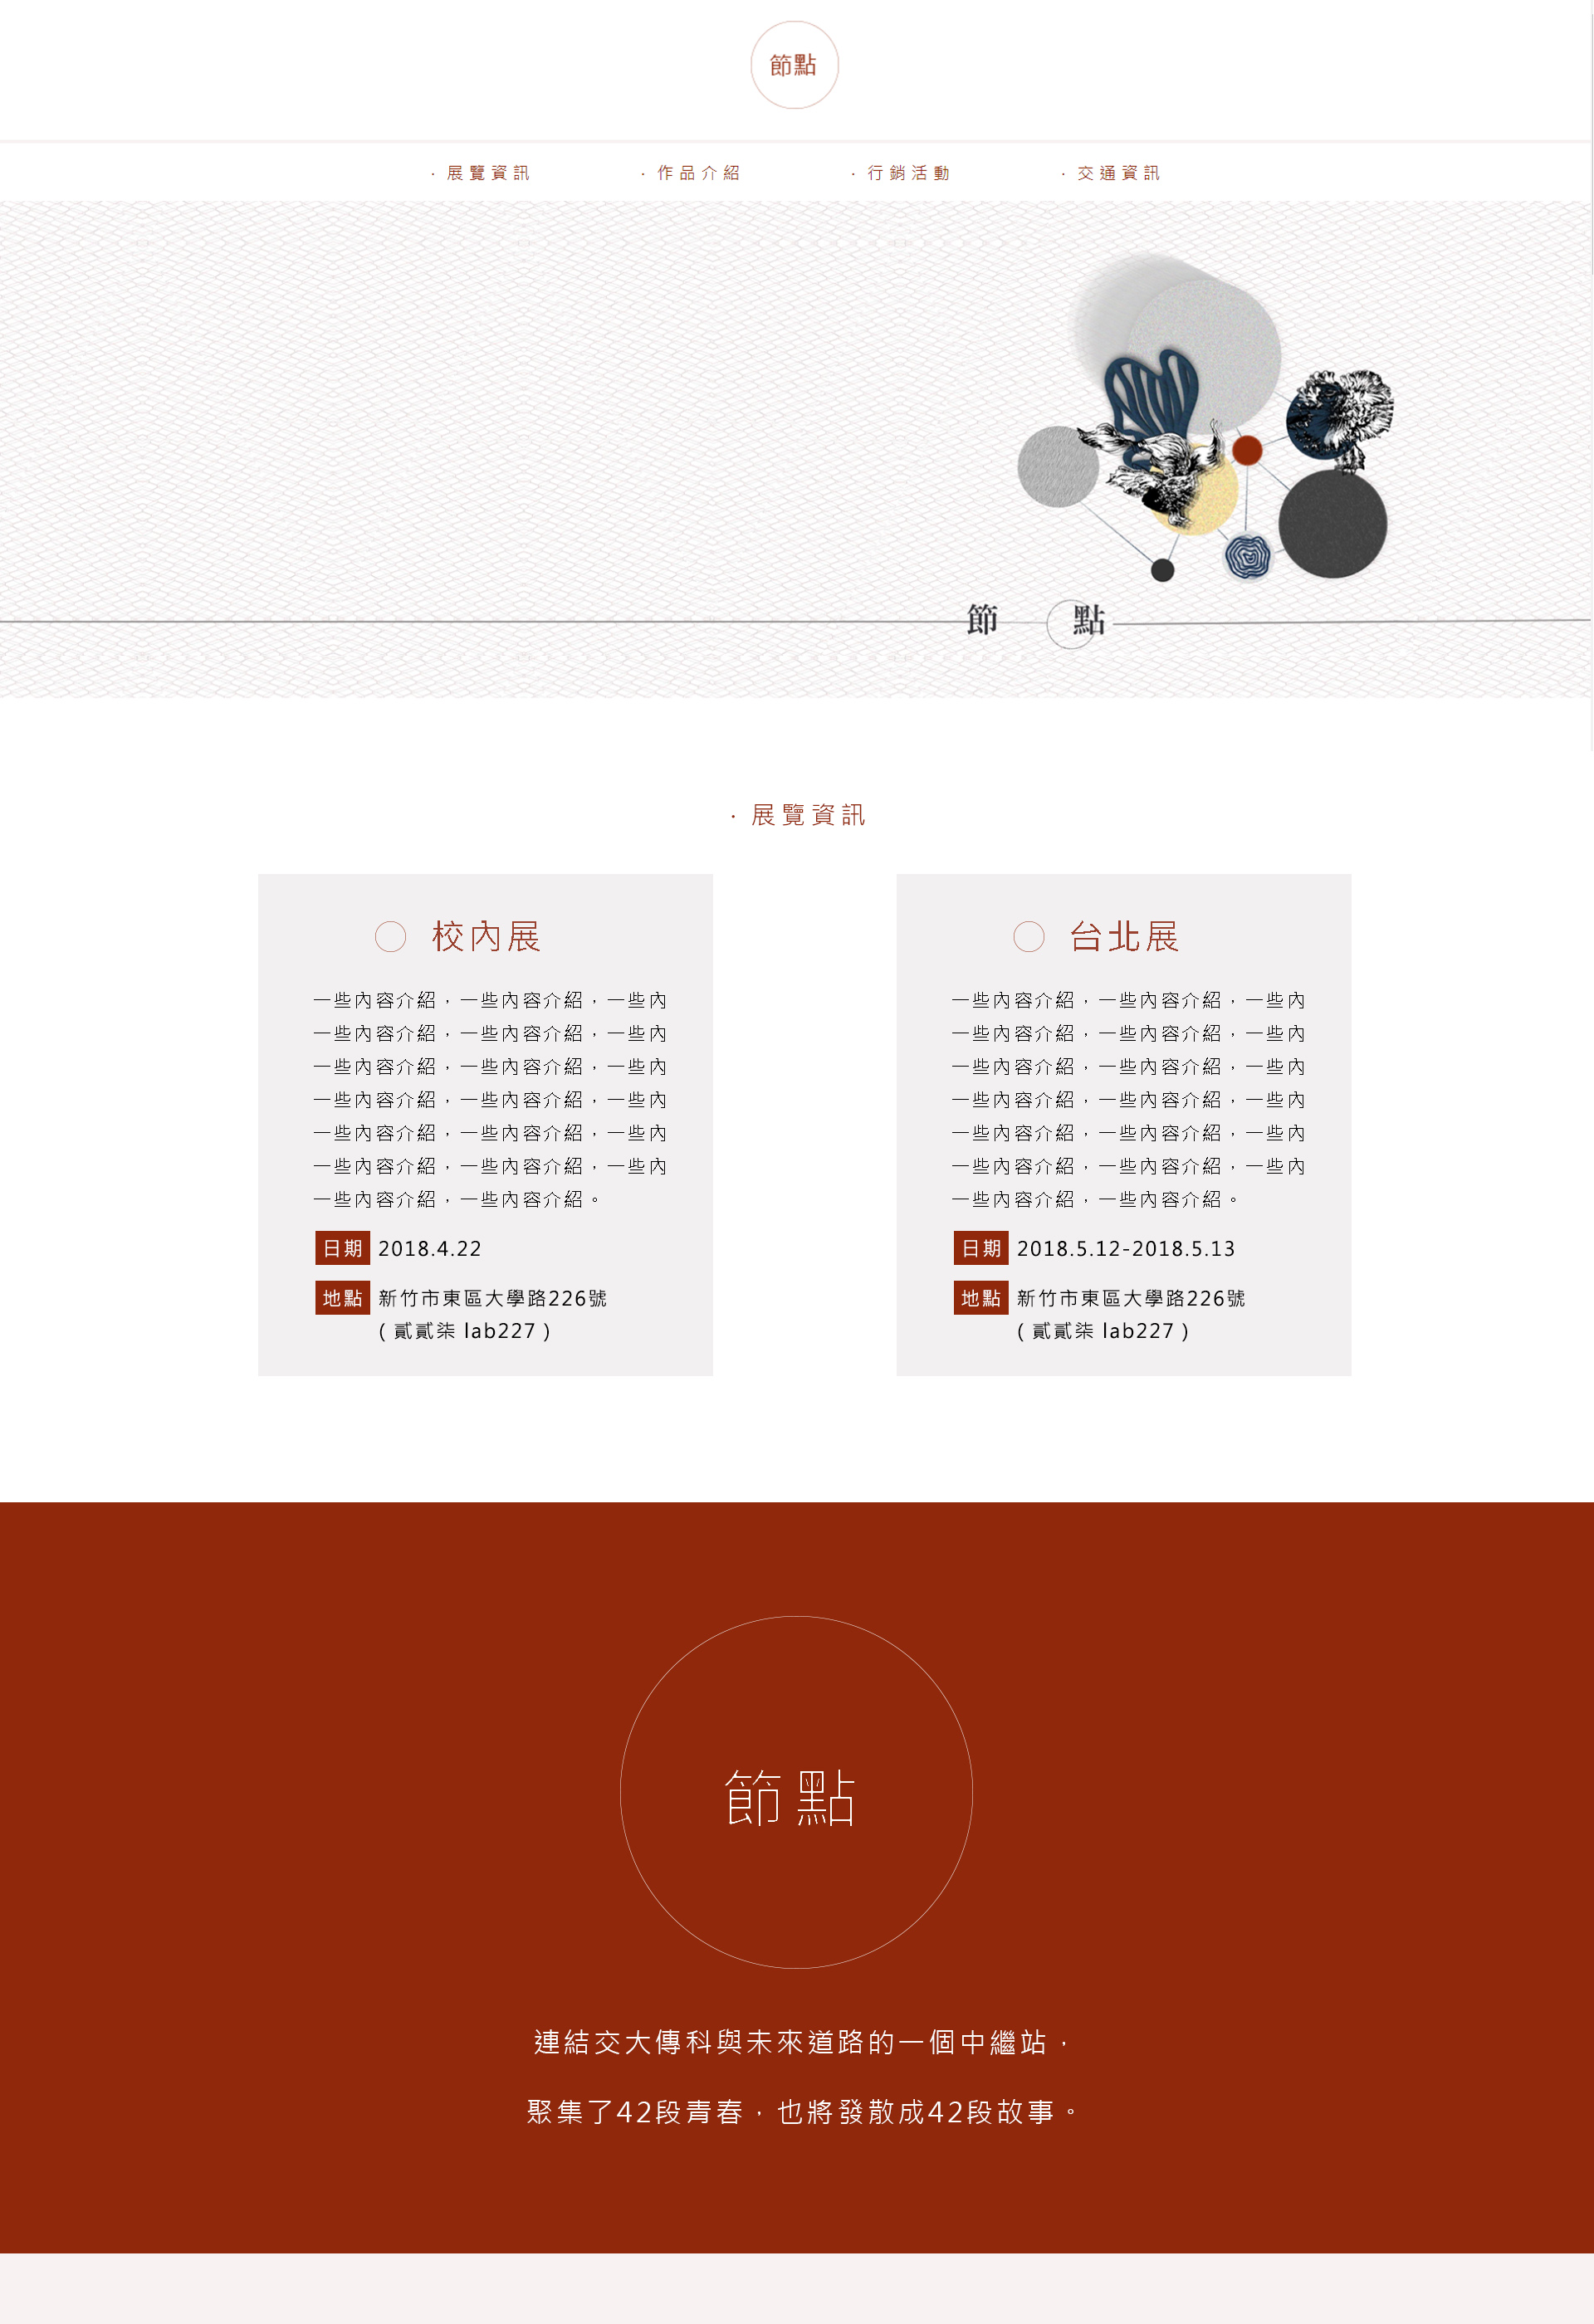 節點
· 展覽資訊
· 作品介紹
· 行銷活動
· 交通資訊
節 點
· 展覽資訊
校內展
一些內容介紹，一些內容介紹，一些內
一些內容介紹，一些內容介紹，一些內
一些內容介紹，一些內容介紹，一些內
一些內容介紹，一些內容介紹，一些內
一些內容介紹，一些內容介紹，一些內
一些內容介紹，一些內容介紹，一些內
一些內容介紹，一些內容介紹。
日期 2018.4.22
地點 新竹市東區大學路226號
( 貳貳柒 lab227 )
台北展
一些內容介紹，一些內容介紹，一些內
一些內容介紹，一些內容介紹，一些內
一些內容介紹，一些內容介紹，一些內
一些內容介紹，一些內容介紹，一些內
一些內容介紹，一些內容介紹，一些內
一些內容介紹，一些內容介紹，一些內
一些內容介紹，一些內容介紹。
日期 2018.5.12-2018.5.13
地點 新竹市東區大學路226號
( 貳貳柒 lab227 )
節點
連結交大傳科與未來道路的一個中繼站，
聚集了42段青春，也將發散成42段故事。